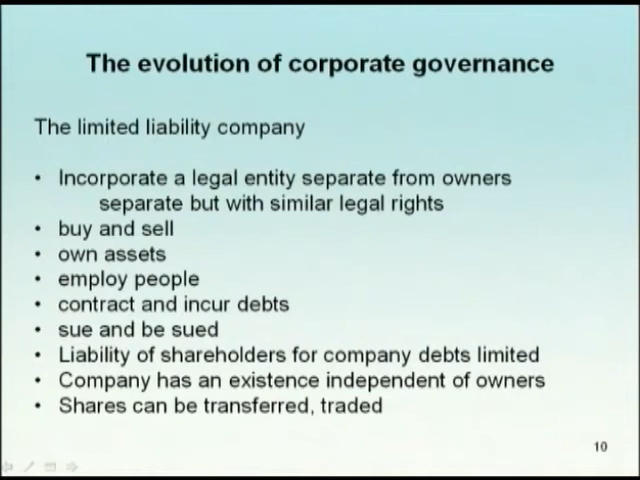 The evolution of corporate governance
The limited liability company
• Incorporate a legal entity separate from owners
separate but with similar legal rights
• buy and sell
• own assets
• employ people
• contract and incur debts
• sue and be sued
• Liability of shareholders for company debts limited
• Company has an existence independent of owners
• Shares can be transferred, traded
10